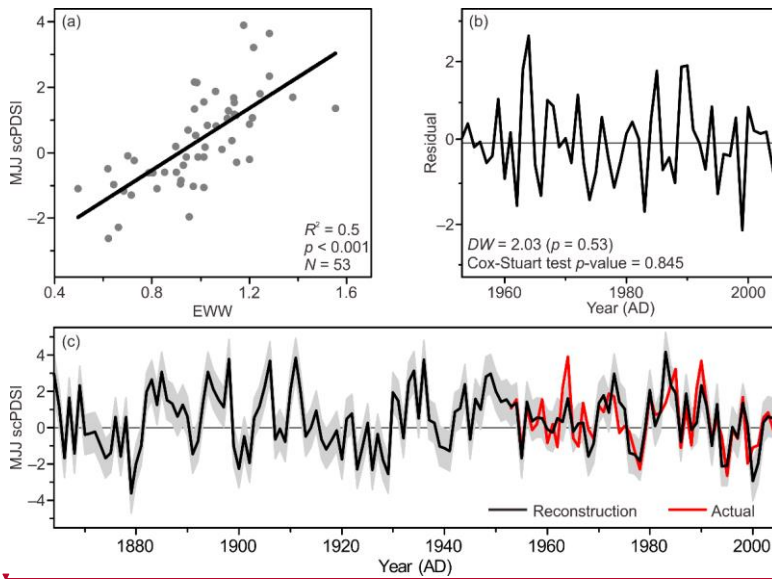 (a)
MJJ scPDSI
4
2
0
−2
R² = 0.5
p < 0.001
N = 53
0.4 0.8 1.2 1.6
EWW
(b)
Residual
2
0
−2
DW = 2.03 (p = 0.53)
Cox-Stuart test p-value = 0.845
1960 1980 2000
Year (AD)
(c)
MJJ scPDSI
4
2
0
−2
−4
Reconstruction Actual
1880 1900 1920 1940 1960 1980 2000
Year (AD)